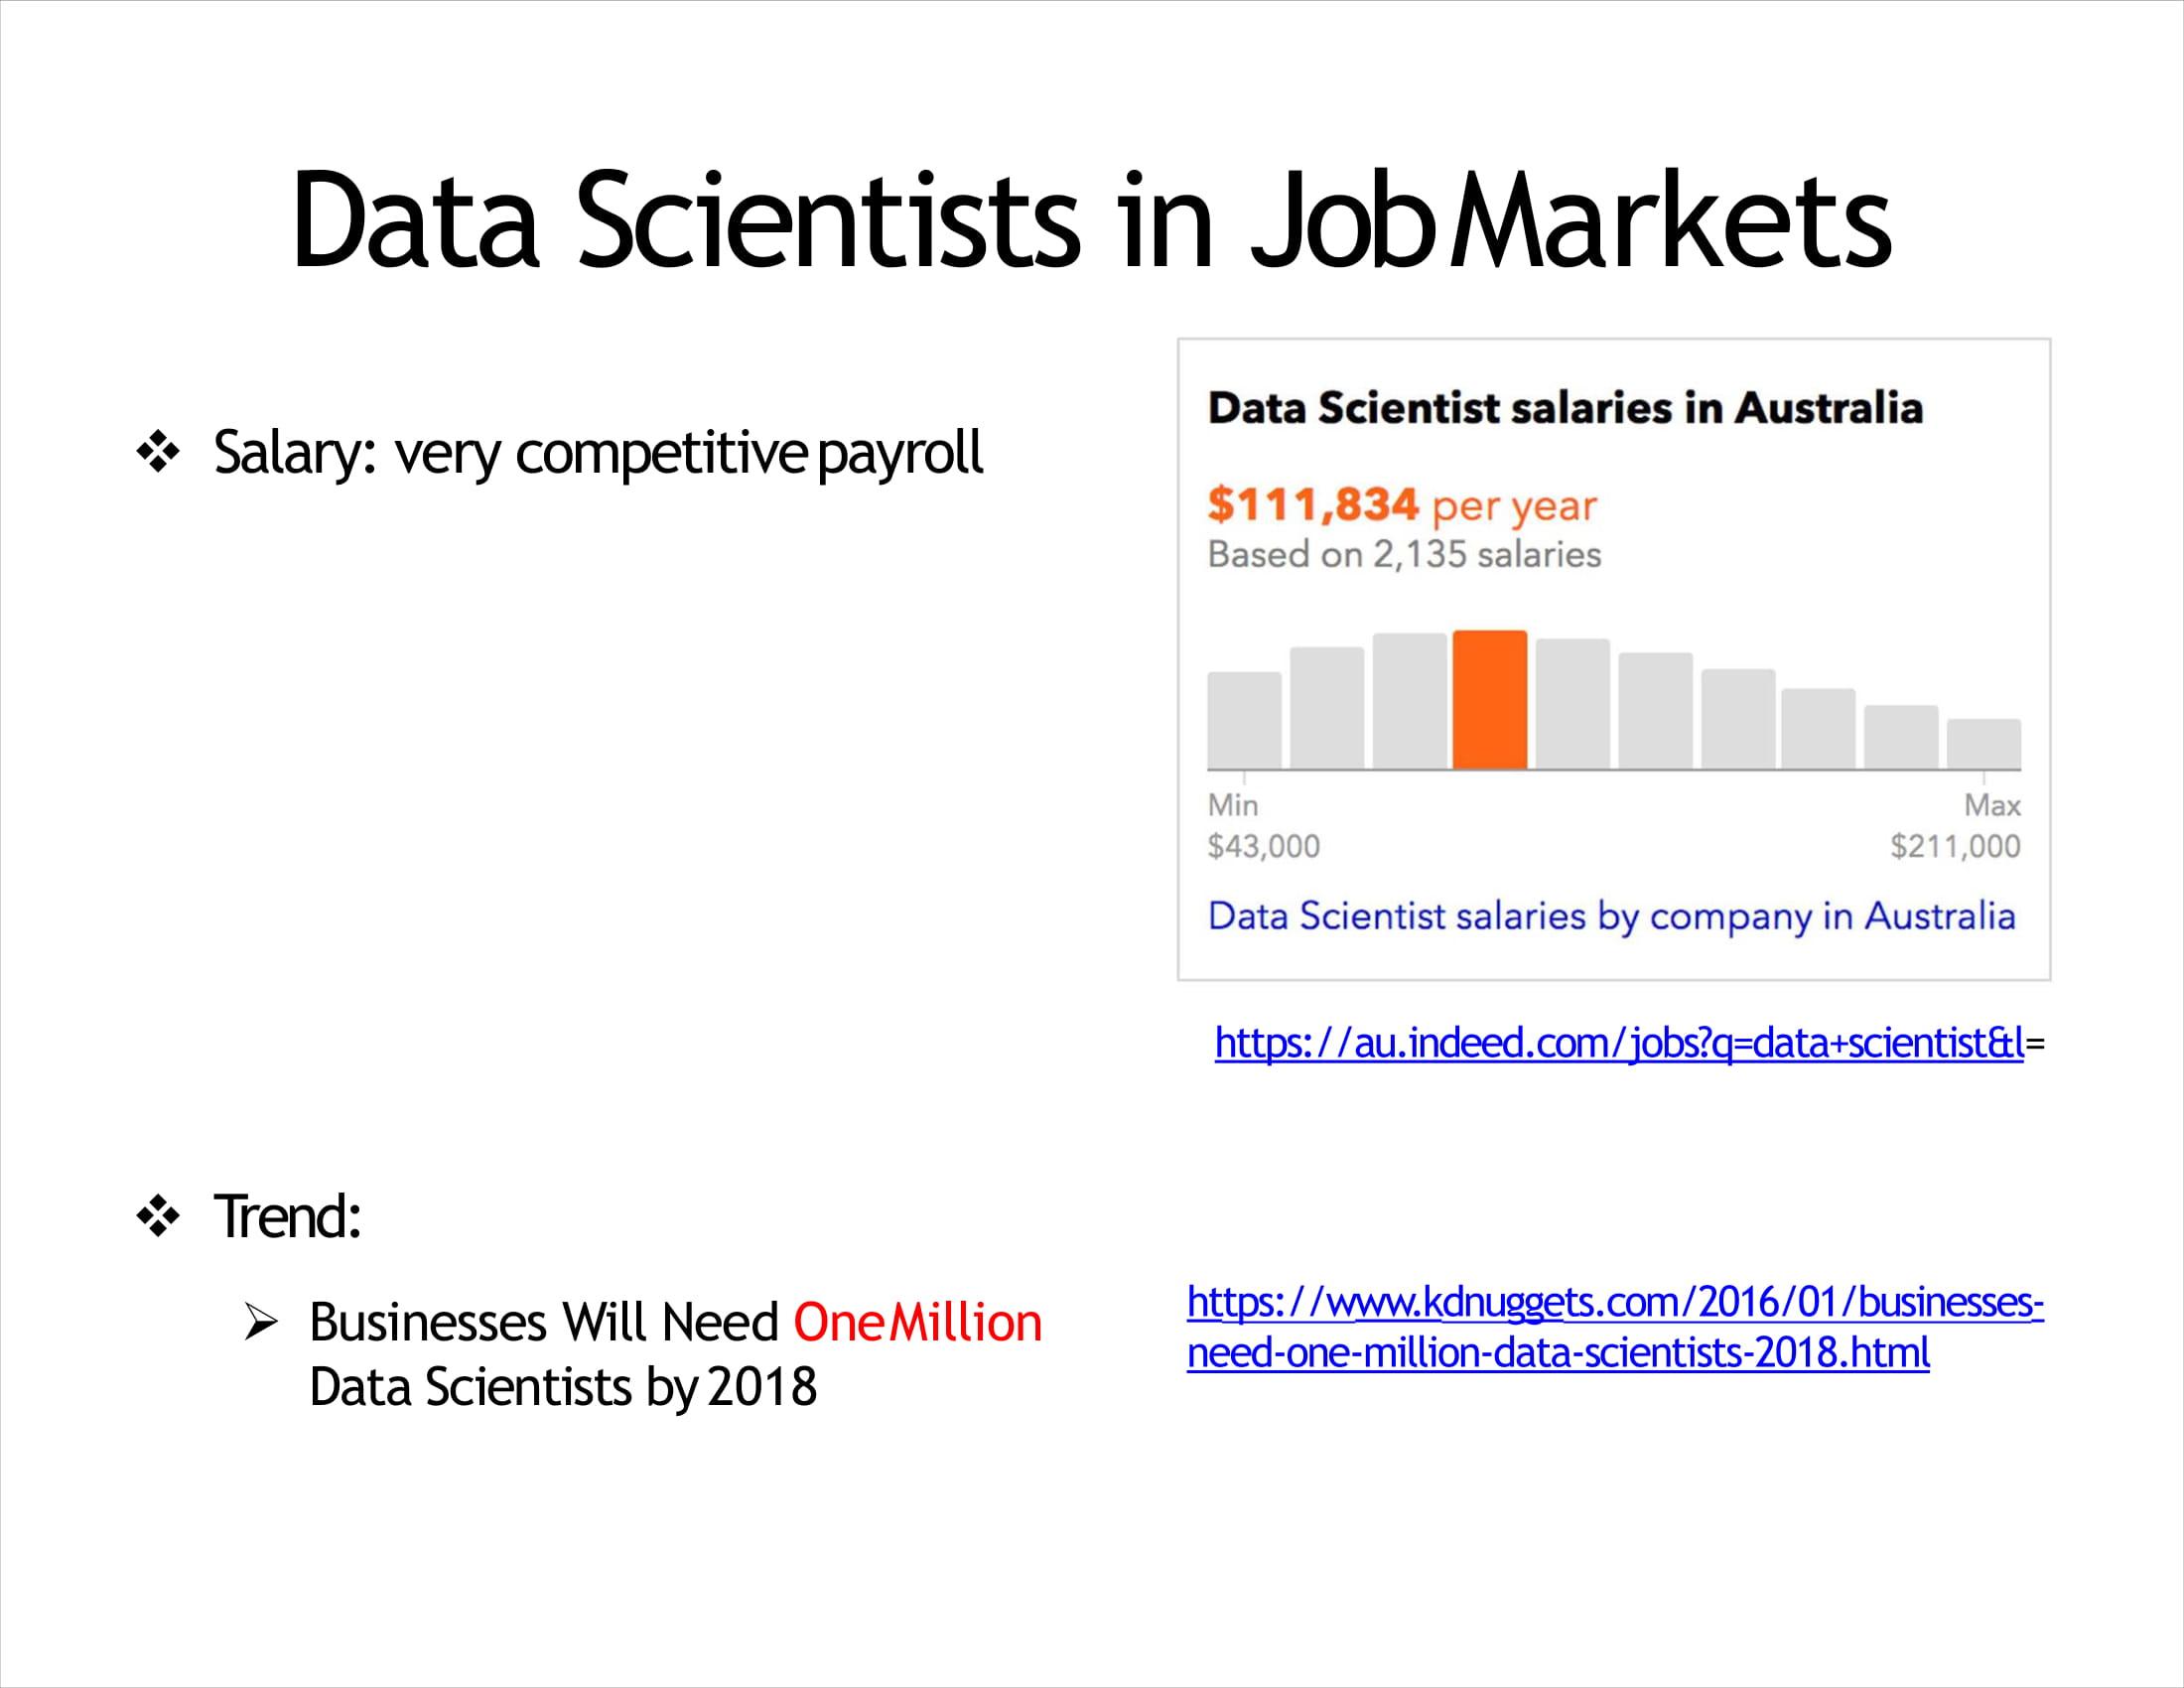 Data Scientists in Job Markets
Salary: very competitive payroll
Data Scientist salaries in Australia
$111,834 per year
Based on 2,135 salaries
Min Max
$43,000 $211,000
Data Scientist salaries by company in Australia
https://au.indeed.com/jobs?q=data+scientist&l=
Trend:
Businesses Will Need One Million
Data Scientists by 2018
https://www.kdnuggets.com/2016/01/businesses-
need-one-million-data-scientists-2018.html